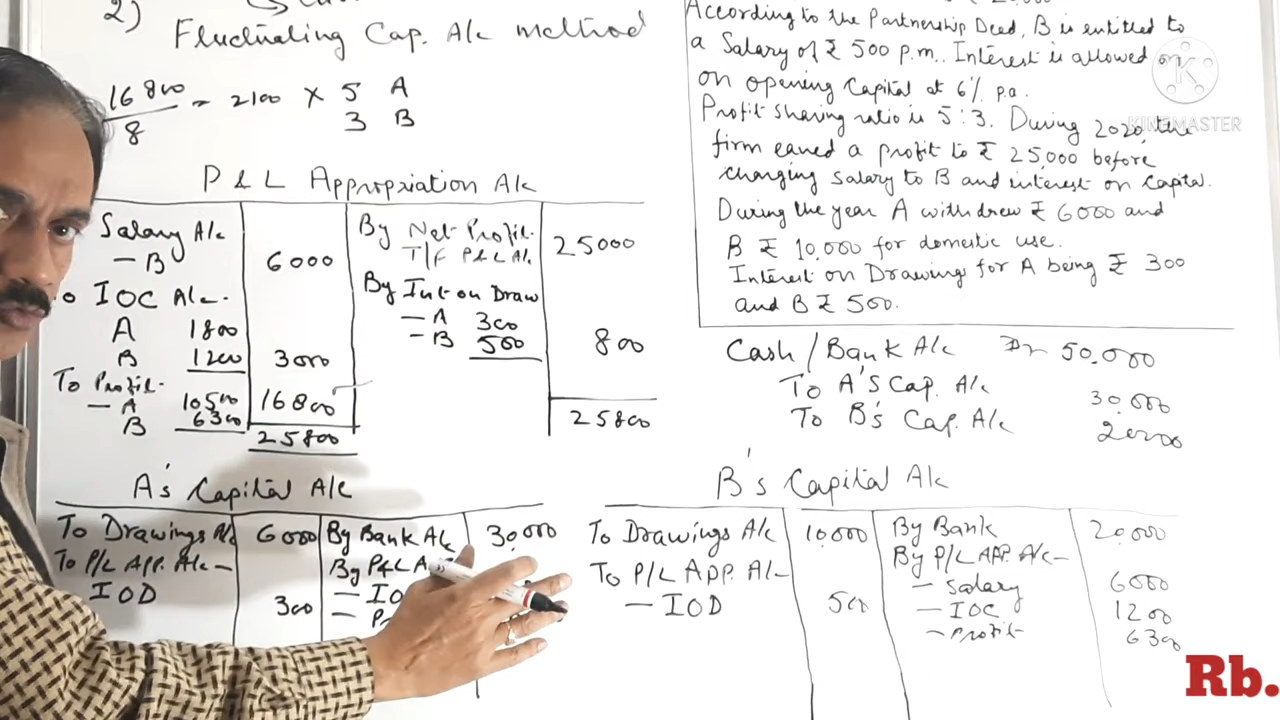 2)
Fluctuating Cap. A/c method
16800
8
= 2100 × 5 A
3 B
P & L Appropriation A/c
Salary A/c
- B 6000
To IOC A/c.
A 1800
B 1200 3000
To Profit-
- A 10500 16800
B 6300
25800
By Net Profit-
T/F P&L A/c 25000
By Int on Draw
- A 300
- B 500 800
25800
According to the Partnership Deed, B is entitled to
a Salary of ₹ 500 p.m. Interest is allowed on
on opening Capital at 6% p.a.
Profit sharing ratio is 5:3. During 2020, the
firm earned a profit to ₹ 25,000 before
charging salary to B and interest on capital.
During the year A withdrew ₹ 6000 and
B ₹ 10,000 for domestic use.
Interest on Drawings for A being ₹ 300
and B ₹ 500.
KINEMASTER
Cash / Bank A/c Dr 50,000
To A's Cap. A/c 30,000
To B's Cap. A/c 20000
A's Capital A/c
To Drawings A/c 6000 By Bank A/c 30,000
To P/L APP. A/c - By P&L A
IOD 300 - IO
B's Capital A/c
To Drawings A/c 10,000 By Bank 20,000
To P/L APP. A/c- By P/L APP. A/c-
- IOD 500 - Salary 6000
- IOC 1200
- Profit 6300
Rb.